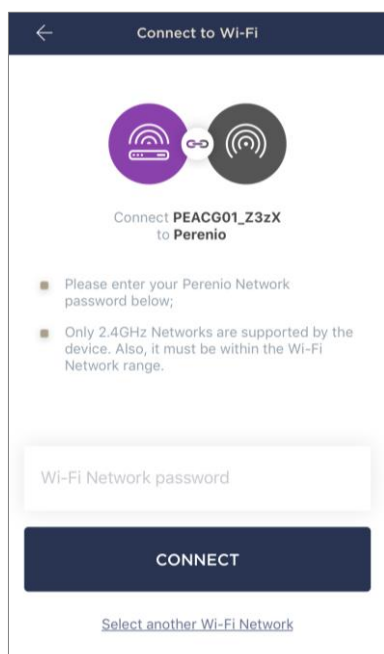 Connect to Wi-Fi
Connect PEACG01_Z3zX
to Perenio
Please enter your Perenio Network
password below;
Only 2.4GHz Networks are supported by the
device. Also, it must be within the Wi-Fi
Network range.
Wi-Fi Network password
CONNECT
Select another Wi-Fi Network